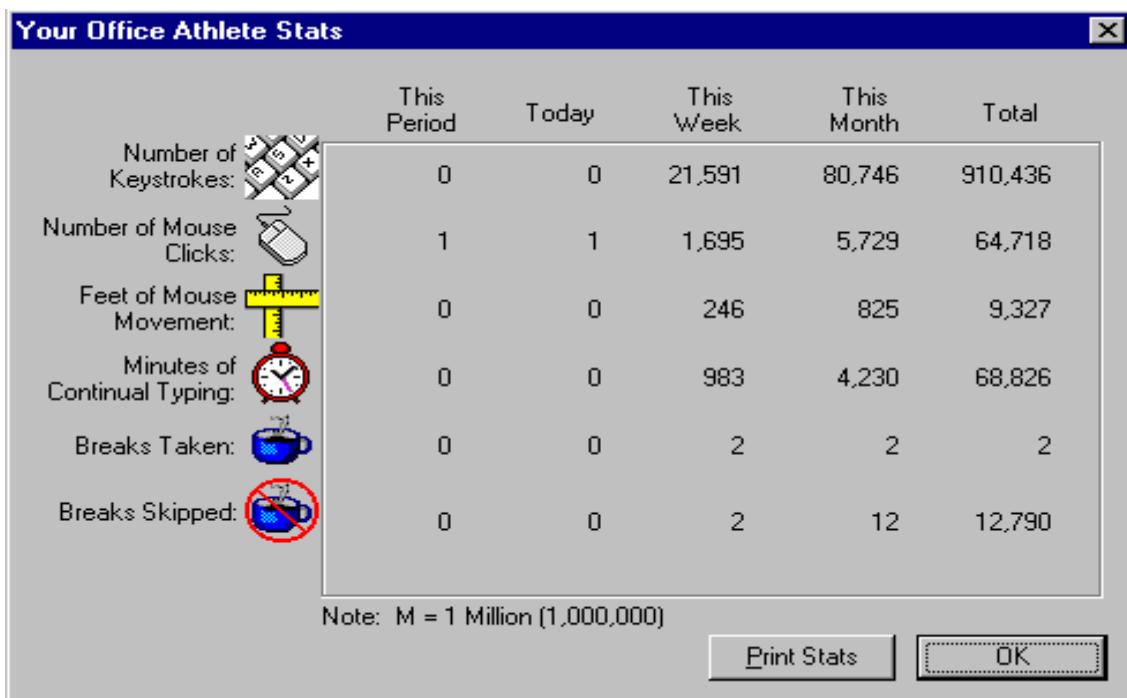 Your Office Athlete Stats
This Period Today This Week This Month Total
Number of Keystrokes: 0 0 21,591 80,746 910,436
Number of Mouse Clicks: 1 1 1,695 5,729 64,718
Feet of Mouse Movement: 0 0 246 825 9,327
Minutes of Continual Typing: 0 0 983 4,230 68,826
Breaks Taken: 0 0 2 2 2
Breaks Skipped: 0 0 2 12 12,790
Note: M = 1 Million (1,000,000)
Print Stats OK